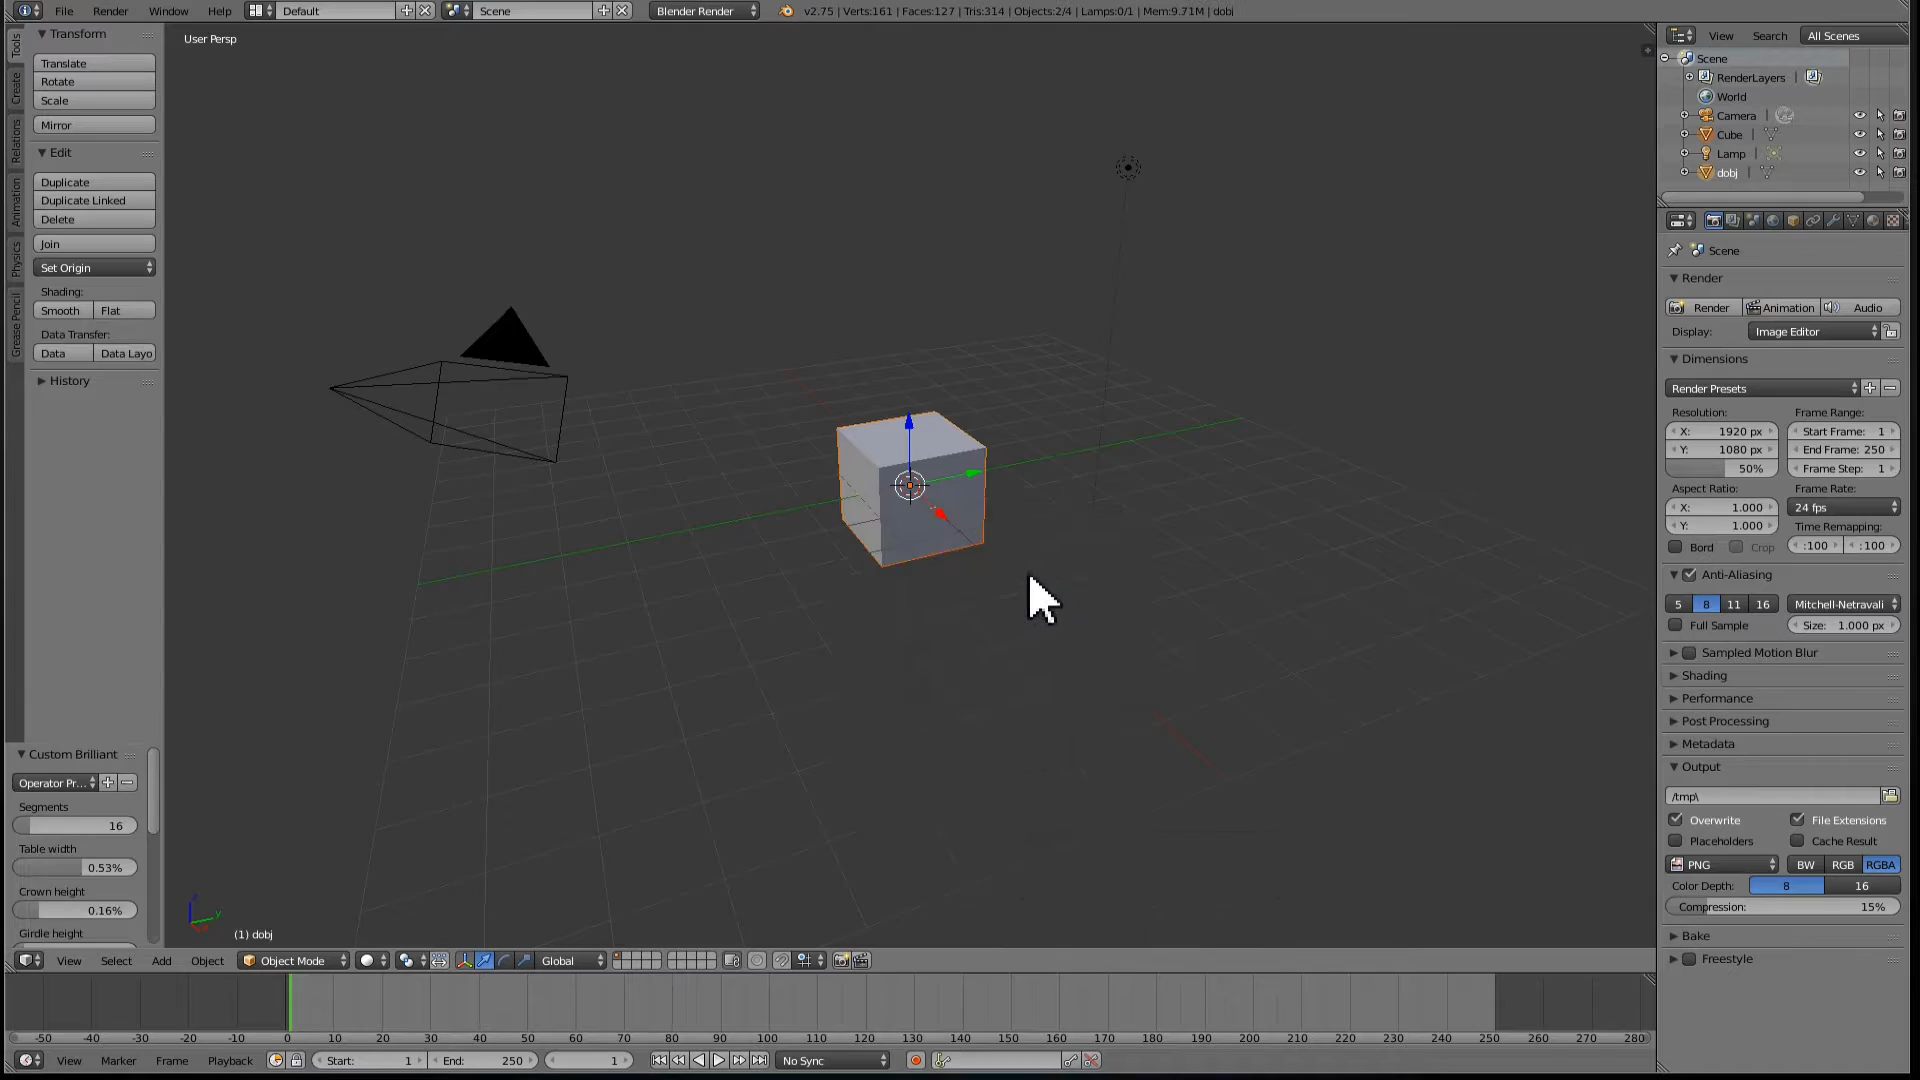 File Render Window Help Default Scene Blender Render v2.75 | Verts:161 | Faces:127 | Tris:314 | Objects:2/4 | Lamps:0/1 | Mem:9.71M | dobj
Tools
Create
Relations
Animation
Physics
Grease Pencil
Transform
Translate
Rotate
Scale
Mirror
Edit
Duplicate
Duplicate Linked
Delete
Join
Set Origin
Shading:
Smooth Flat
Data Transfer:
Data Data Layo
History
Custom Brilliant
Operator Pr...
Segments
16
Table width
0.53%
Crown height
0.16%
Girdle height
User Persp
(1) dobj
View Select Add Object Object Mode Global
-50 -40 -30 -20 -10 0 10 20 30 40 50 60 70 80 90 100 110 120 130 140 150 160 170 180 190 200 210 220 230 240 250 260 270 280
View Marker Frame Playback Start: 1 End: 250 1 No Sync
View Search All Scenes
Scene
RenderLayers
World
Camera
Cube
Lamp
dobj
Scene
Render
Render Animation Audio
Display: Image Editor
Dimensions
Render Presets
Resolution: Frame Range:
X: 1920 px Start Frame: 1
Y: 1080 px End Frame: 250
50% Frame Step: 1
Aspect Ratio: Frame Rate:
X: 1.000 24 fps
Y: 1.000 Time Remapping:
Bord Crop :100 :100
Anti-Aliasing
5 8 11 16 Mitchell-Netravali
Full Sample Size: 1.000 px
Sampled Motion Blur
Shading
Performance
Post Processing
Metadata
Output
/tmp\
Overwrite File Extensions
Placeholders Cache Result
PNG BW RGB RGBA
Color Depth: 8 16
Compression: 15%
Bake
Freestyle